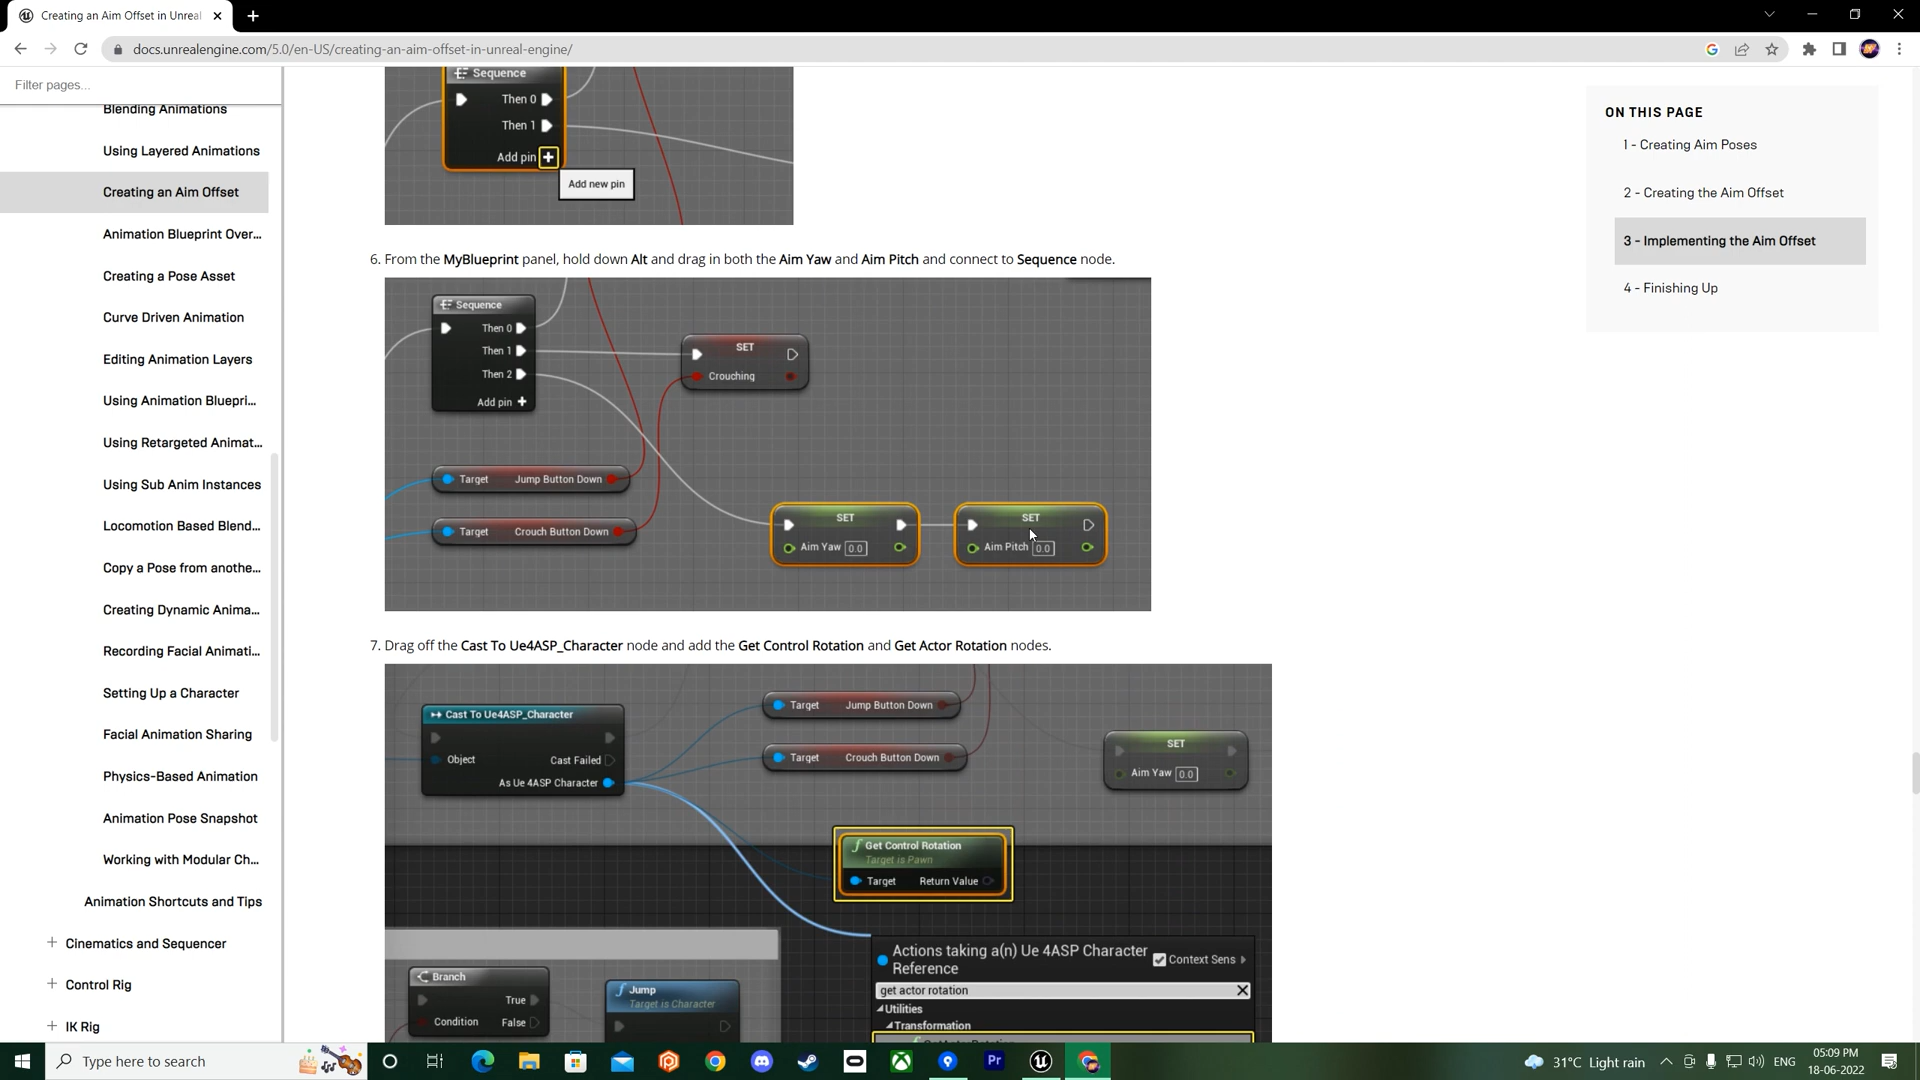 Creating an Aim Offset in Unreal
docs.unrealengine.com/5.0/en-US/creating-an-aim-offset-in-unreal-engine/
Filter pages...
Blending Animations
Using Layered Animations
Creating an Aim Offset
Animation Blueprint Over...
Creating a Pose Asset
Curve Driven Animation
Editing Animation Layers
Using Animation Bluepri...
Using Retargeted Animat...
Using Sub Anim Instances
Locomotion Based Blend...
Copy a Pose from anothe...
Creating Dynamic Anima...
Recording Facial Animati...
Setting Up a Character
Facial Animation Sharing
Physics-Based Animation
Animation Pose Snapshot
Working with Modular Ch...
Animation Shortcuts and Tips
Cinematics and Sequencer
Control Rig
IK Rig
Sequence
Then 0
Then 1
Add pin
Add new pin
6. From the MyBlueprint panel, hold down Alt and drag in both the Aim Yaw and Aim Pitch and connect to Sequence node.
Sequence
Then 0
Then 1
Then 2
Add pin
SET
Crouching
Target Jump Button Down
Target Crouch Button Down
SET
Aim Yaw 0.0
SET
Aim Pitch 0.0
7. Drag off the Cast To Ue4ASP_Character node and add the Get Control Rotation and Get Actor Rotation nodes.
Cast To Ue4ASP_Character
Object Cast Failed
As Ue 4ASP Character
Target Jump Button Down
Target Crouch Button Down
SET
Aim Yaw 0.0
Get Control Rotation
Target is Pawn
Target Return Value
Actions taking a(n) Ue 4ASP Character
Reference
Context Sens
get actor rotation
Utilities
Transformation
Branch
True
Condition False
Jump
Target is Character
ON THIS PAGE
1 - Creating Aim Poses
2 - Creating the Aim Offset
3 - Implementing the Aim Offset
4 - Finishing Up
Type here to search
Pr
31°C Light rain
ENG
05:09 PM
18-06-2022